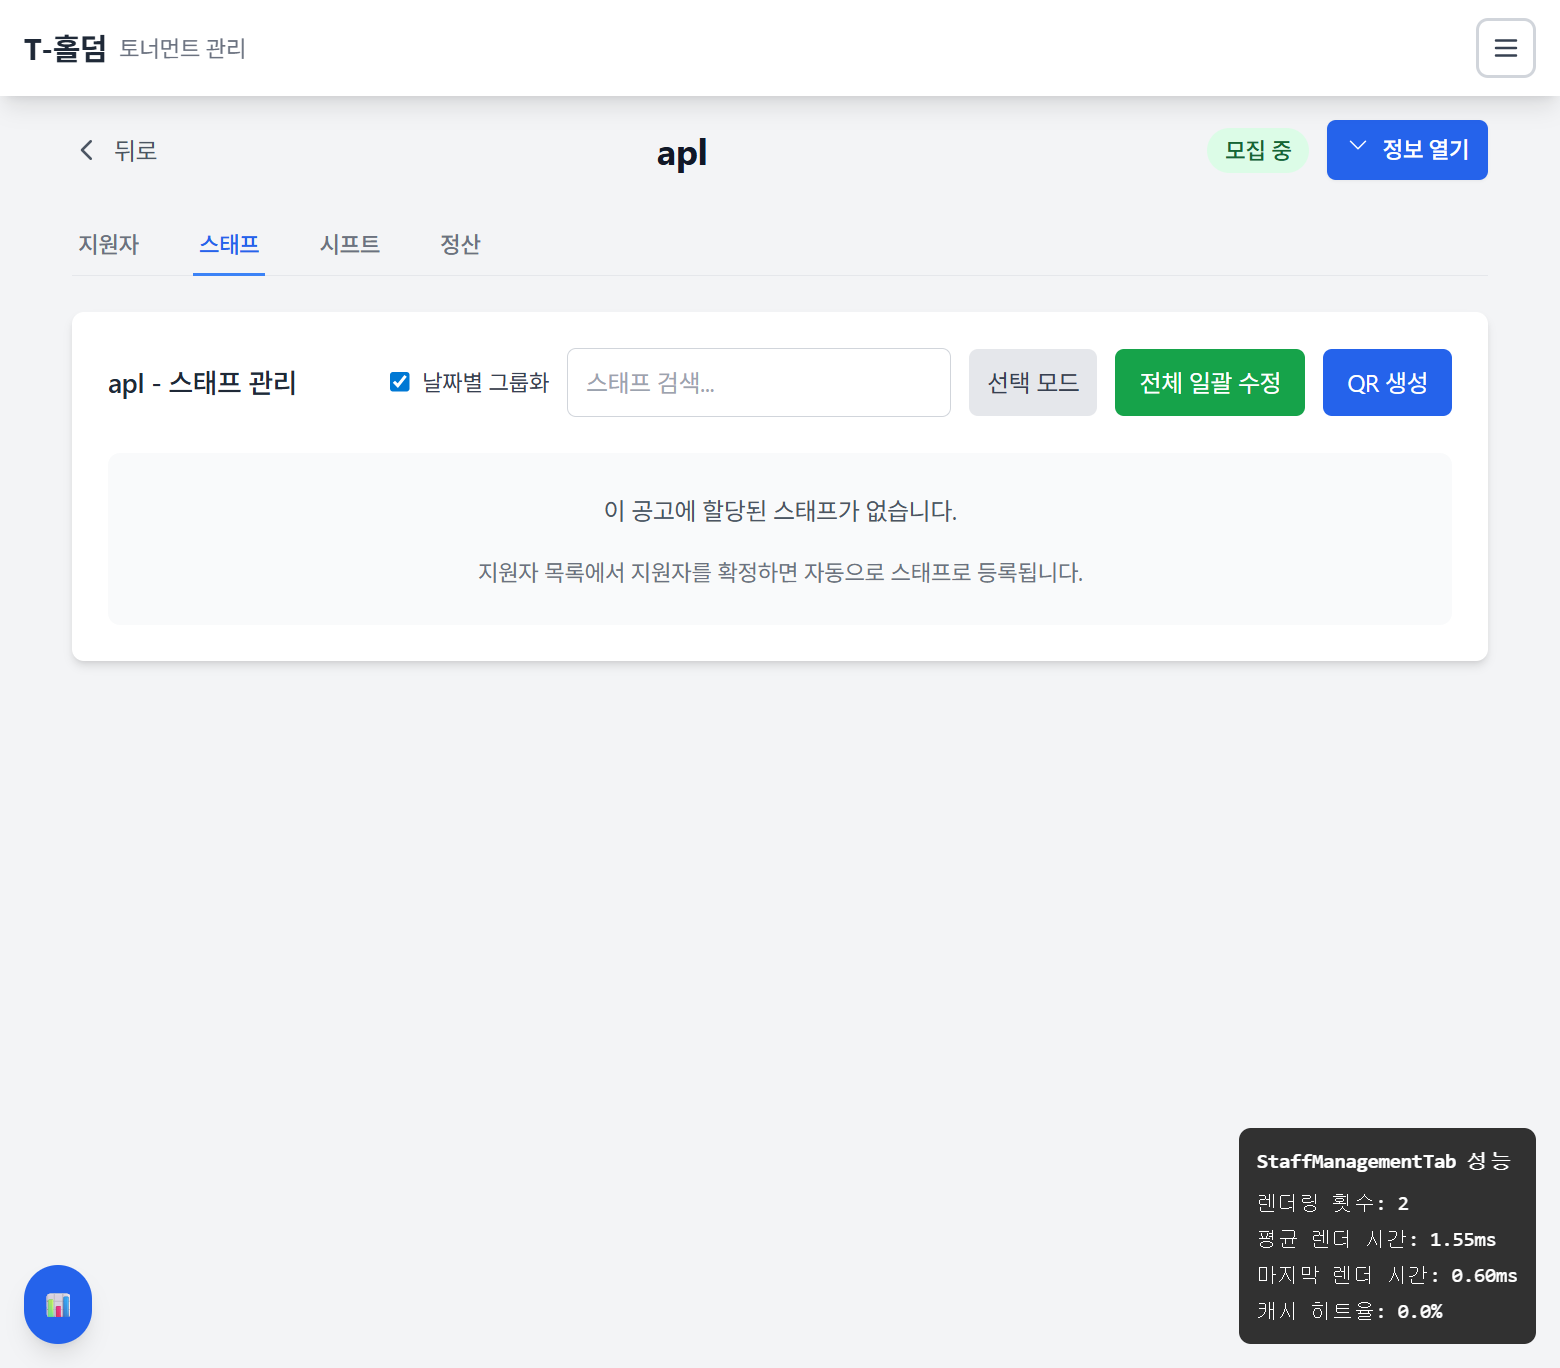 T-홀덤 토너먼트 관리
뒤로
apl
모집 중
정보 열기
지원자 스태프 시프트 정산
apl - 스태프 관리
날짜별 그룹화
스태프 검색...
선택 모드
전체 일괄 수정
QR 생성
이 공고에 할당된 스태프가 없습니다.
지원자 목록에서 지원자를 확정하면 자동으로 스태프로 등록됩니다.
StaffManagementTab 성능
렌더링 횟수: 2
평균 렌더 시간: 1.55ms
마지막 렌더 시간: 0.60ms
캐시 히트율: 0.0%